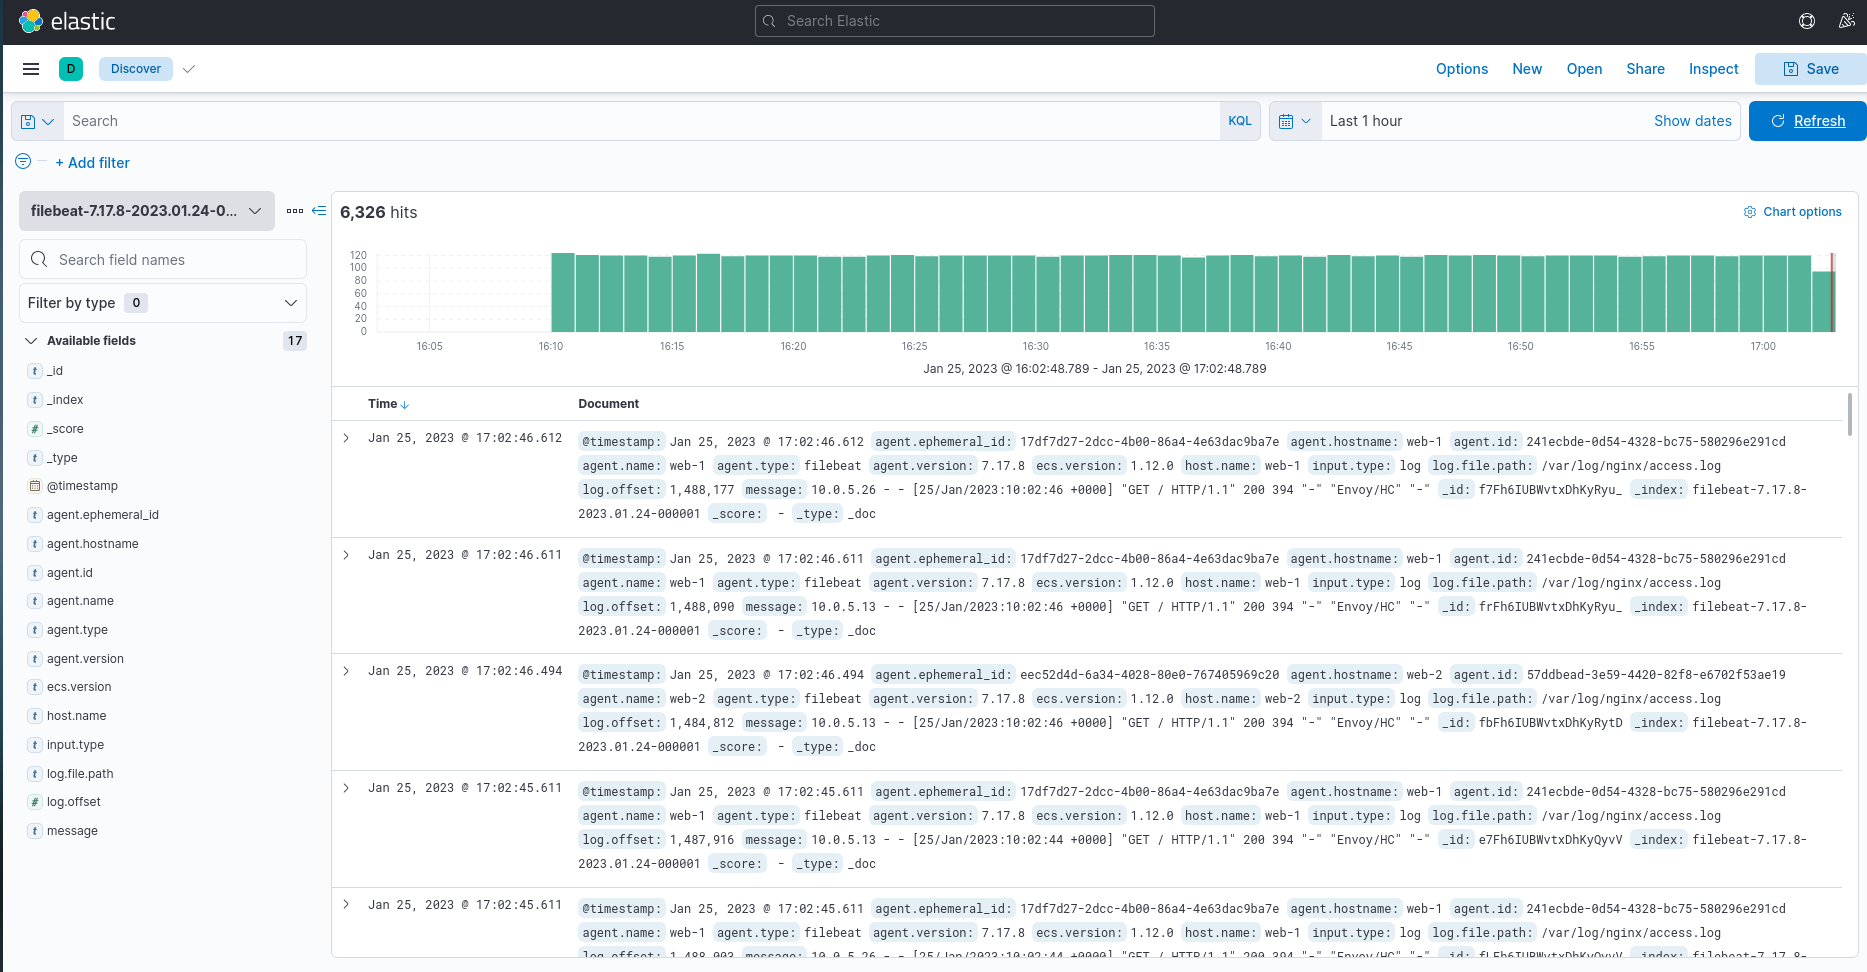 elastic
Search Elastic
D
Discover
Options
New
Open
Share
Inspect
Save
Search
KQL
Last 1 hour
Show dates
Refresh
+ Add filter
filebeat-7.17.8-2023.01.24-0...
Search field names
Filter by type 0
Available fields 17
t _id
t _index
# _score
t _type
@timestamp
t agent.ephemeral_id
t agent.hostname
t agent.id
t agent.name
t agent.type
t agent.version
t ecs.version
t host.name
t input.type
t log.file.path
# log.offset
t message
6,326 hits
Chart options
120
100
80
60
40
20
0
16:05 16:10 16:15 16:20 16:25 16:30 16:35 16:40 16:45 16:50 16:55 17:00
Jan 25, 2023 @ 16:02:48.789 - Jan 25, 2023 @ 17:02:48.789
Time Document
Jan 25, 2023 @ 17:02:46.612 @timestamp: Jan 25, 2023 @ 17:02:46.612 agent.ephemeral_id: 17df7d27-2dcc-4b00-86a4-4e63dac9ba7e agent.hostname: web-1 agent.id: 241ecbde-0d54-4328-bc75-580296e291cd
agent.name: web-1 agent.type: filebeat agent.version: 7.17.8 ecs.version: 1.12.0 host.name: web-1 input.type: log log.file.path: /var/log/nginx/access.log
log.offset: 1,488,177 message: 10.0.5.26 - - [25/Jan/2023:10:02:46 +0000] "GET / HTTP/1.1" 200 394 "-" "Envoy/HC" "-" _id: f7Fh6IUBWvtxDhKyRyu_ _index: filebeat-7.17.8-
2023.01.24-000001 _score: - _type: _doc
Jan 25, 2023 @ 17:02:46.611 @timestamp: Jan 25, 2023 @ 17:02:46.611 agent.ephemeral_id: 17df7d27-2dcc-4b00-86a4-4e63dac9ba7e agent.hostname: web-1 agent.id: 241ecbde-0d54-4328-bc75-580296e291cd
agent.name: web-1 agent.type: filebeat agent.version: 7.17.8 ecs.version: 1.12.0 host.name: web-1 input.type: log log.file.path: /var/log/nginx/access.log
log.offset: 1,488,090 message: 10.0.5.13 - - [25/Jan/2023:10:02:46 +0000] "GET / HTTP/1.1" 200 394 "-" "Envoy/HC" "-" _id: frFh6IUBWvtxDhKyRyu_ _index: filebeat-7.17.8-
2023.01.24-000001 _score: - _type: _doc
Jan 25, 2023 @ 17:02:46.494 @timestamp: Jan 25, 2023 @ 17:02:46.494 agent.ephemeral_id: eec52d4d-6a34-4028-80e0-767405969c20 agent.hostname: web-2 agent.id: 57ddbead-3e59-4420-82f8-e6702f53ae19
agent.name: web-2 agent.type: filebeat agent.version: 7.17.8 ecs.version: 1.12.0 host.name: web-2 input.type: log log.file.path: /var/log/nginx/access.log
log.offset: 1,484,812 message: 10.0.5.13 - - [25/Jan/2023:10:02:46 +0000] "GET / HTTP/1.1" 200 394 "-" "Envoy/HC" "-" _id: fbFh6IUBWvtxDhKyRytD _index: filebeat-7.17.8-
2023.01.24-000001 _score: - _type: _doc
Jan 25, 2023 @ 17:02:45.611 @timestamp: Jan 25, 2023 @ 17:02:45.611 agent.ephemeral_id: 17df7d27-2dcc-4b00-86a4-4e63dac9ba7e agent.hostname: web-1 agent.id: 241ecbde-0d54-4328-bc75-580296e291cd
agent.name: web-1 agent.type: filebeat agent.version: 7.17.8 ecs.version: 1.12.0 host.name: web-1 input.type: log log.file.path: /var/log/nginx/access.log
log.offset: 1,487,916 message: 10.0.5.13 - - [25/Jan/2023:10:02:44 +0000] "GET / HTTP/1.1" 200 394 "-" "Envoy/HC" "-" _id: e7Fh6IUBWvtxDhKyQyvV _index: filebeat-7.17.8-
2023.01.24-000001 _score: - _type: _doc
Jan 25, 2023 @ 17:02:45.611 @timestamp: Jan 25, 2023 @ 17:02:45.611 agent.ephemeral_id: 17df7d27-2dcc-4b00-86a4-4e63dac9ba7e agent.hostname: web-1 agent.id: 241ecbde-0d54-4328-bc75-580296e291cd
agent.name: web-1 agent.type: filebeat agent.version: 7.17.8 ecs.version: 1.12.0 host.name: web-1 input.type: log log.file.path: /var/log/nginx/access.log
log.offset: 1,488,003 message: 10.0.5.26 - - [25/Jan/2023:10:02:44 +0000] "GET / HTTP/1.1" 200 394 "-" "Envoy/HC" "-" _id: _index: filebeat-7.17.8-